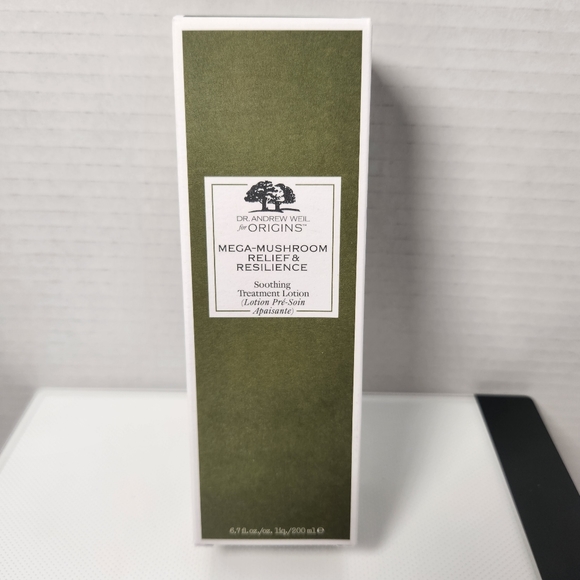 DR. ANDREW WEIL
for ORIGINS™
MEGA-MUSHROOM
RELIEF &
RESILIENCE
Soothing
Treatment Lotion
(Lotion Pré-Soin
Apaisante)
6.7 fl.oz./oz. liq./200 ml ℮